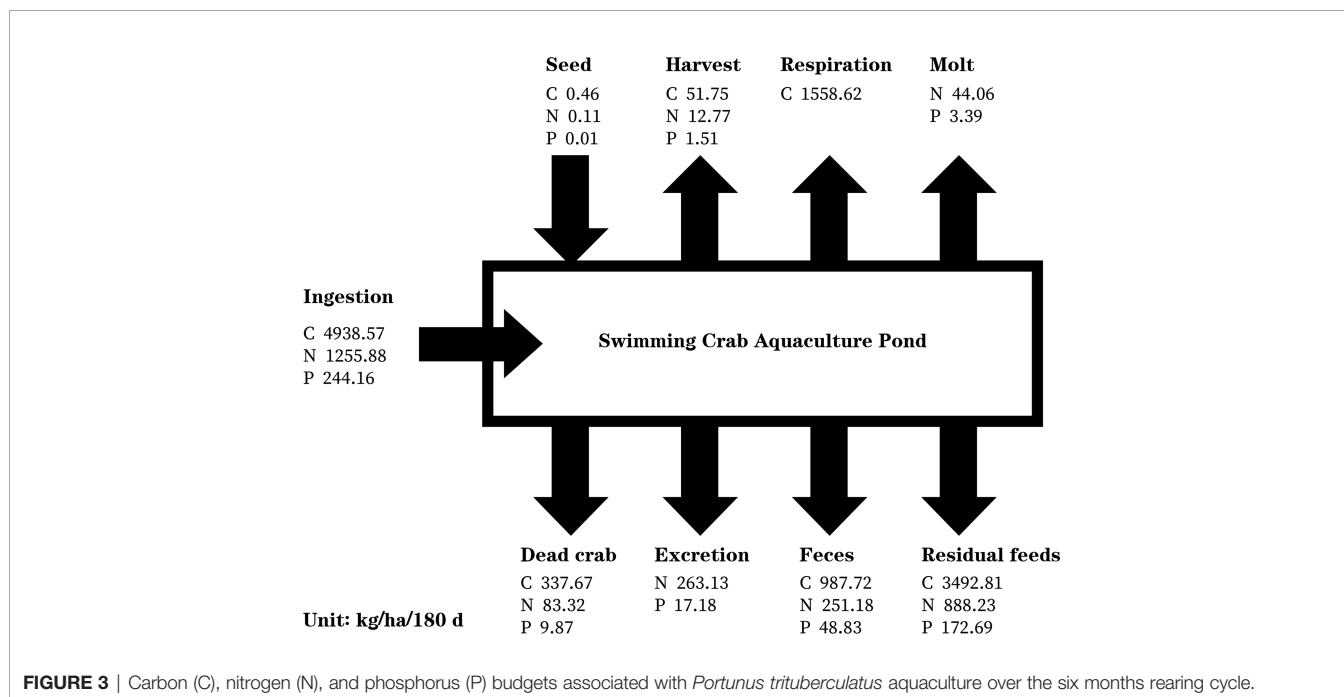 Seed
C 0.46
N 0.11
P 0.01
Harvest
C 51.75
N 12.77
P 1.51
Respiration
C 1558.62
Molt
N 44.06
P 3.39
Ingestion
C 4938.57
N 1255.88
P 244.16
Swimming Crab Aquaculture Pond
Dead crab
C 337.67
N 83.32
P 9.87
Excretion
N 263.13
P 17.18
Feces
C 987.72
N 251.18
P 48.83
Residual feeds
C 3492.81
N 888.23
P 172.69
Unit: kg/ha/180 d
FIGURE 3 | Carbon (C), nitrogen (N), and phosphorus (P) budgets associated with Portunus trituberculatus aquaculture over the six months rearing cycle.